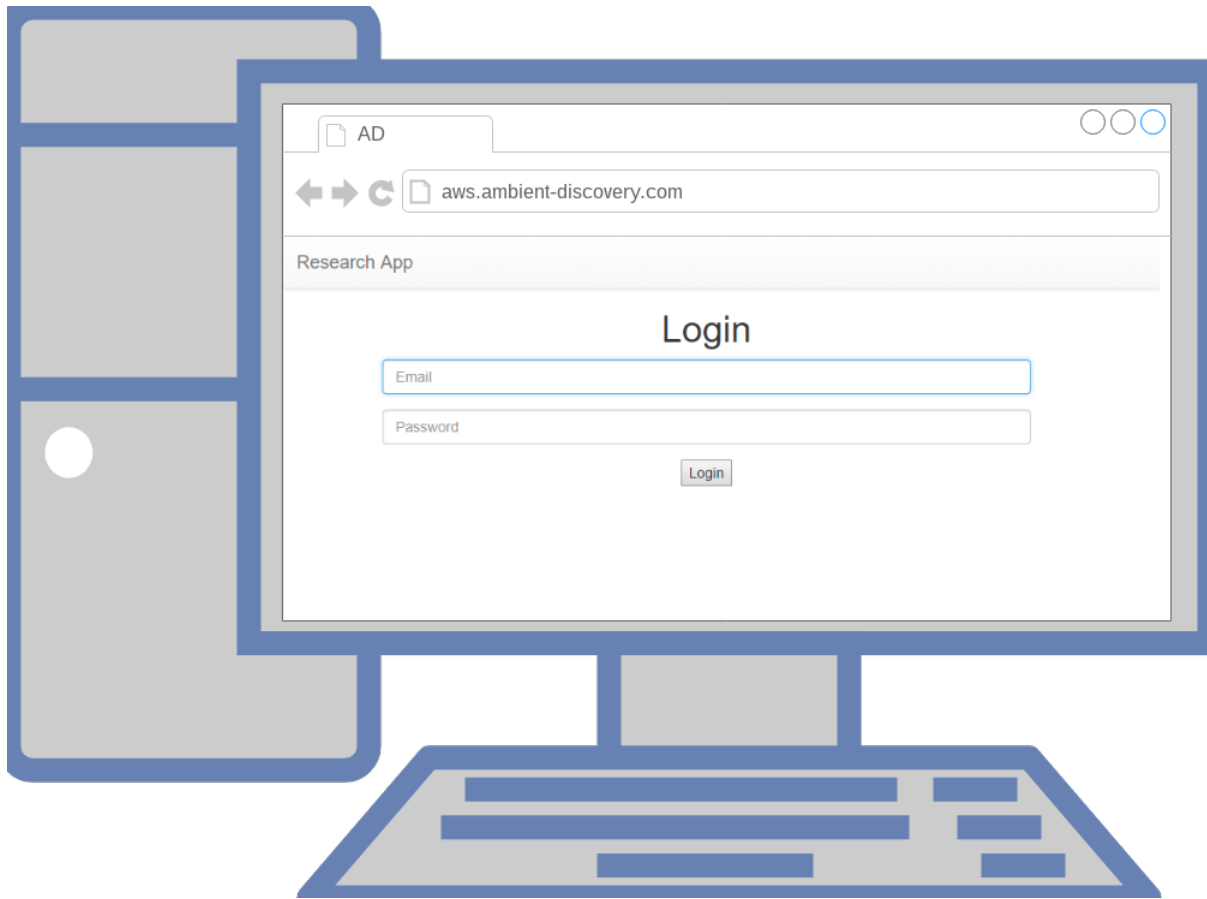 AD
aws.ambient-discovery.com
Research App
Login
Email
Password
Login